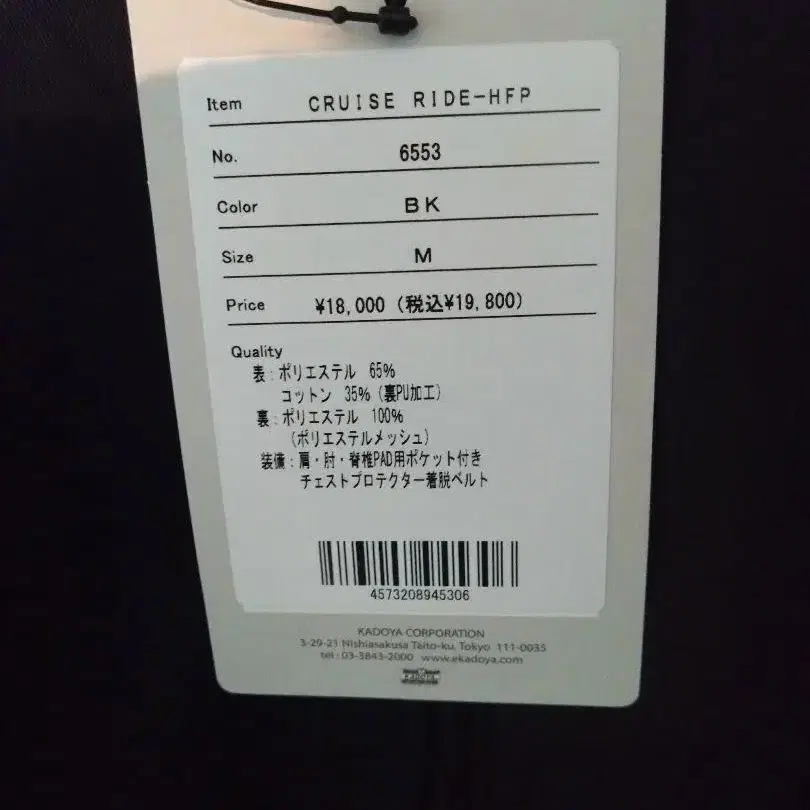 Item CRUISE RIDE-HFP
No. 6553
Color BK
Size M
Price ¥18,000 (税込¥19,800)
Quality
表:ポリエステル 65%
コットン 35% (裏PU加工)
裏:ポリエステル 100%
(ポリエステルメッシュ)
装備:肩・肘・脊椎PAD用ポケット付き
チェストプロテクター着脱ベルト
4573208945306
KADOYA CORPORATION
3-29-21 Nishiasakusa Taito-ku, Tokyo 111-0035
tel : 03-3843-2000 www.ekadoya.com
KADOYA